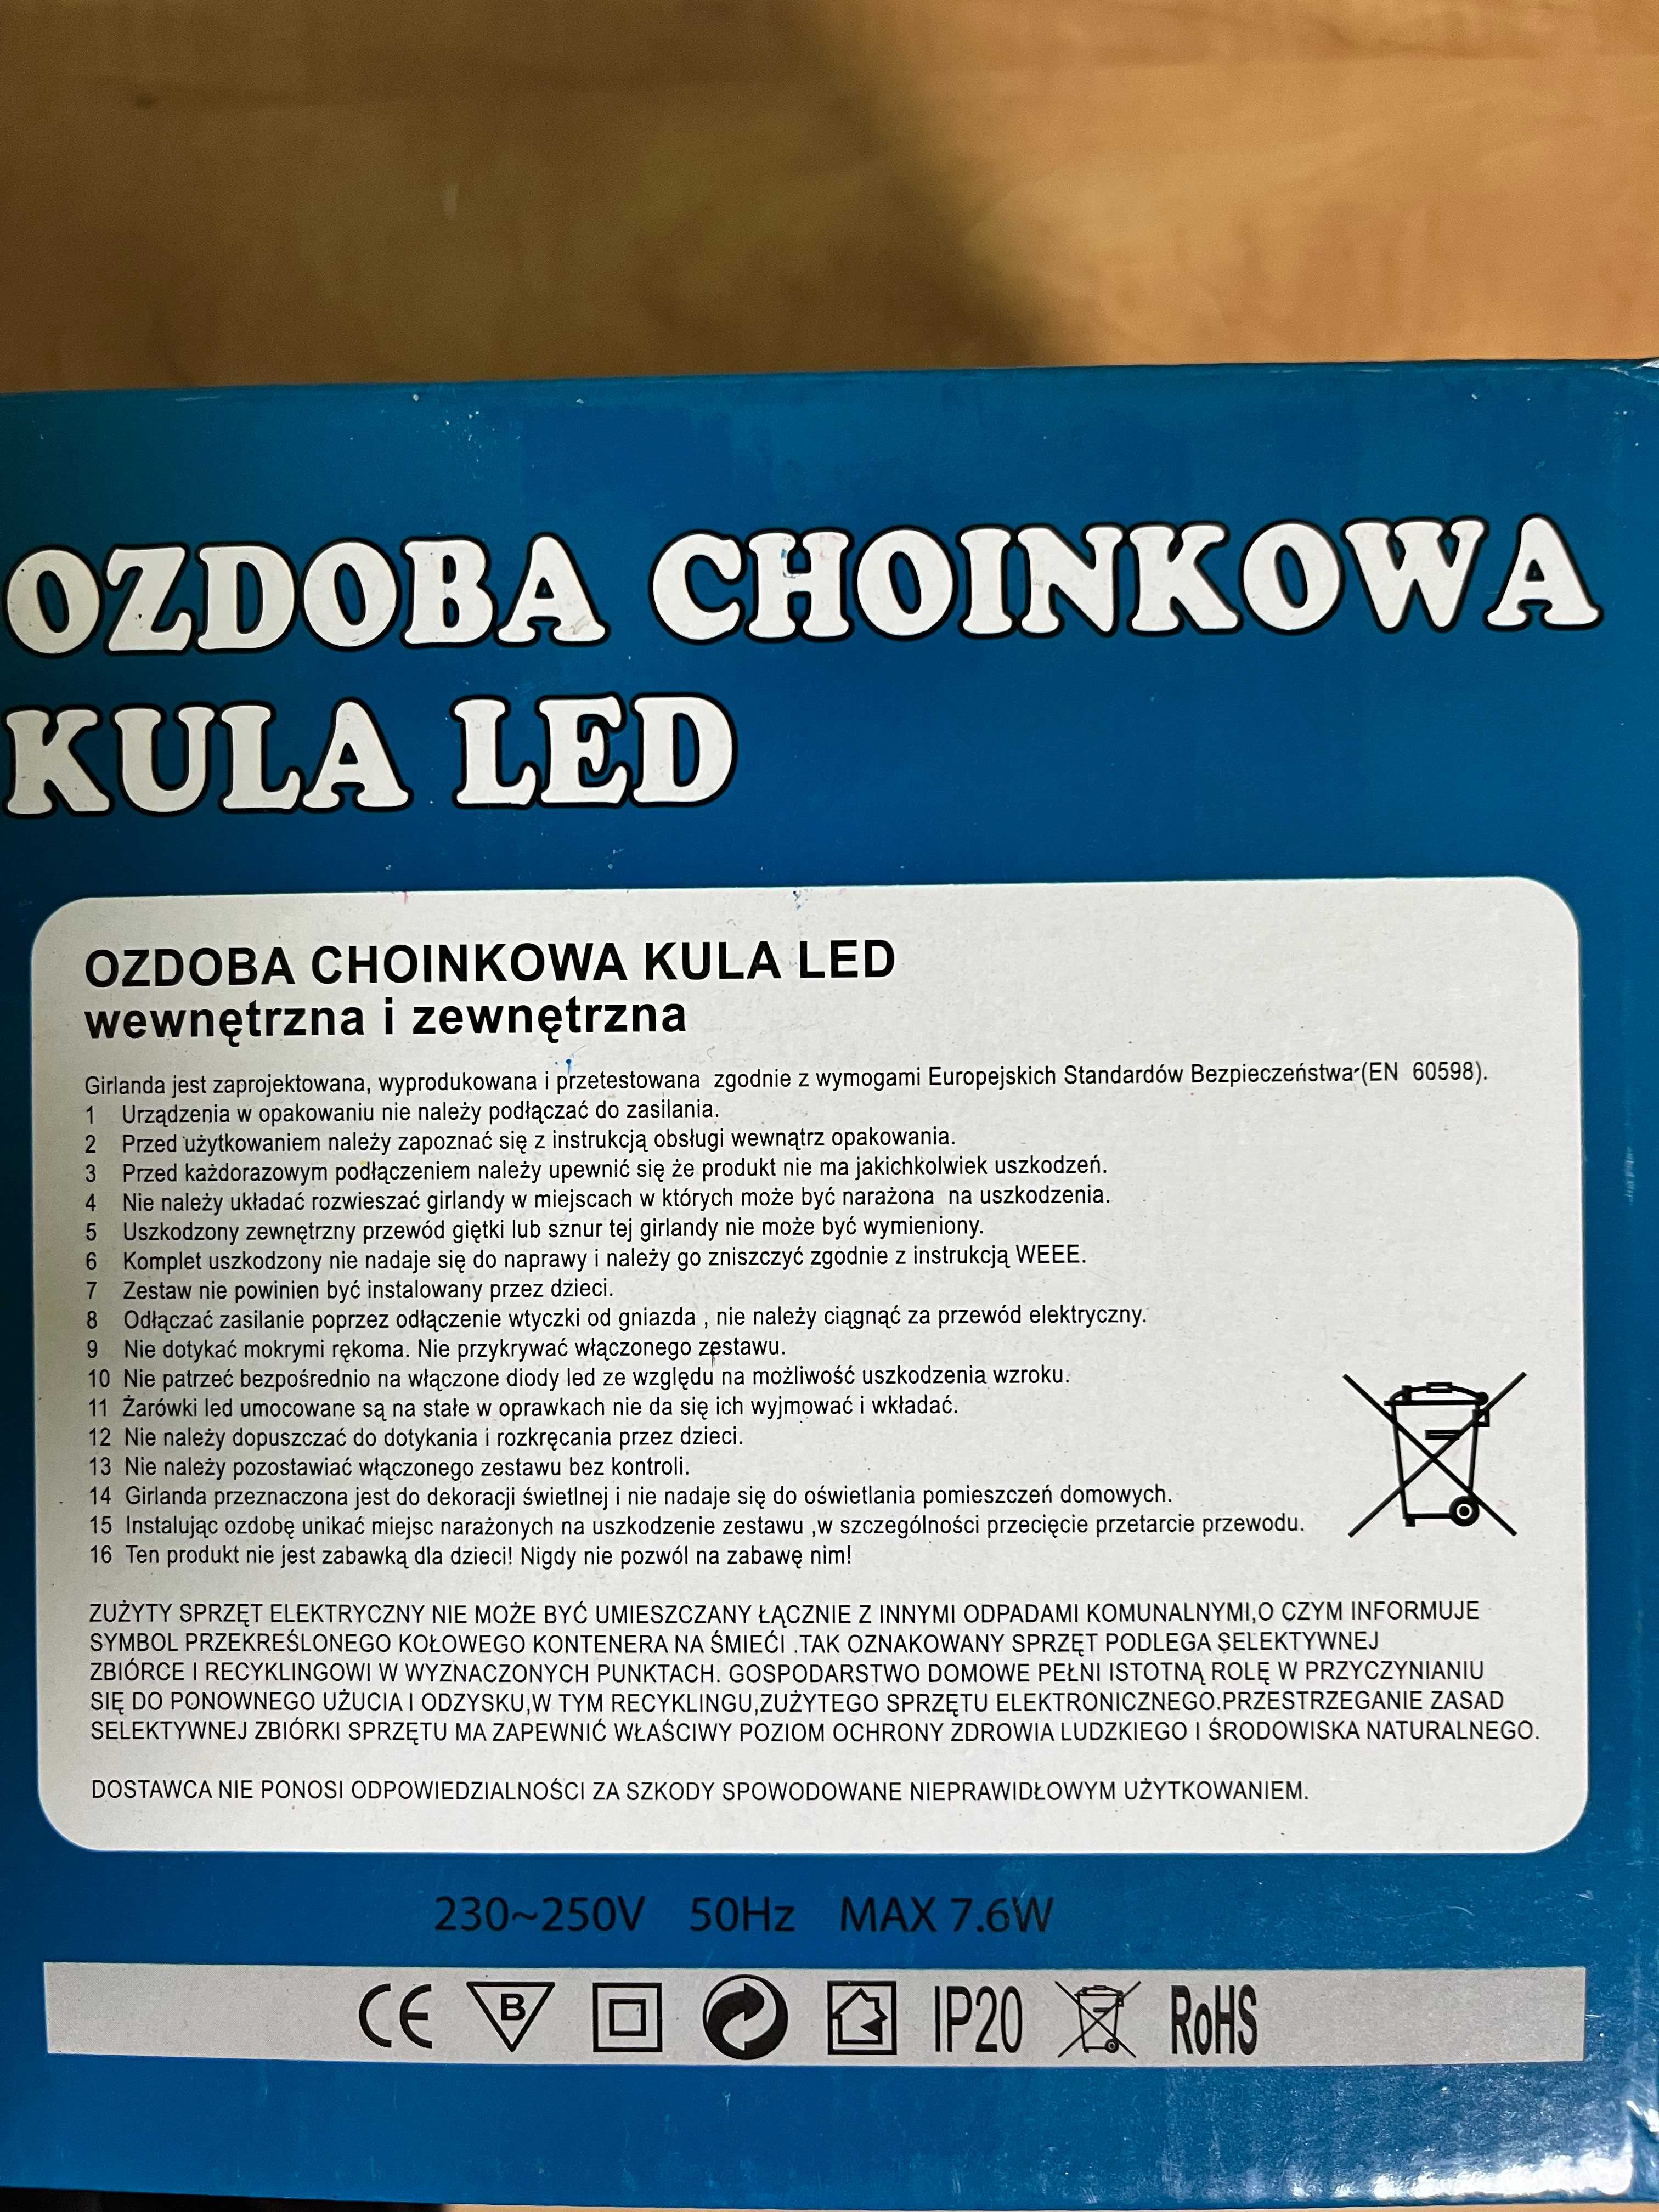 OZDOBA CHOINKOWA
KULA LED
OZDOBA CHOINKOWA KULA LED
wewnętrzna i zewnętrzna
Girlanda jest zaprojektowana, wyprodukowana i przetestowana zgodnie z wymogami Europejskich Standardów Bezpieczeństwa (EN 60598).
1 Urządzenia w opakowaniu nie należy podłączać do zasilania.
2 Przed użytkowaniem należy zapoznać się z instrukcją obsługi wewnątrz opakowania.
3 Przed każdorazowym podłączeniem należy upewnić się że produkt nie ma jakichkolwiek uszkodzeń.
4 Nie należy układać rozwieszać girlandy w miejscach w których może być narażona na uszkodzenia.
5 Uszkodzony zewnętrzny przewód giętki lub sznur tej girlandy nie może być wymieniony.
6 Komplet uszkodzony nie nadaje się do naprawy i należy go zniszczyć zgodnie z instrukcją WEEE.
7 Zestaw nie powinien być instalowany przez dzieci.
8 Odłączać zasilanie poprzez odłączenie wtyczki od gniazda , nie należy ciągnąć za przewód elektryczny.
9 Nie dotykać mokrymi rękoma. Nie przykrywać włączonego zestawu.
10 Nie patrzeć bezpośrednio na włączone diody led ze względu na możliwość uszkodzenia wzroku.
11 Żarówki led umocowane są na stałe w oprawkach nie da się ich wyjmować i wkładać.
12 Nie należy dopuszczać do dotykania i rozkręcania przez dzieci.
13 Nie należy pozostawiać włączonego zestawu bez kontroli.
14 Girlanda przeznaczona jest do dekoracji świetlnej i nie nadaje się do oświetlania pomieszczeń domowych.
15 Instalując ozdobę unikać miejsc narażonych na uszkodzenie zestawu ,w szczególności przecięcie przetarcie przewodu.
16 Ten produkt nie jest zabawką dla dzieci! Nigdy nie pozwól na zabawę nim!
ZUŻYTY SPRZĘT ELEKTRYCZNY NIE MOŻE BYĆ UMIESZCZANY ŁĄCZNIE Z INNYMI ODPADAMI KOMUNALNYMI,O CZYM INFORMUJE
SYMBOL PRZEKREŚLONEGO KOŁOWEGO KONTENERA NA ŚMIEĆI .TAK OZNAKOWANY SPRZĘT PODLEGA SELEKTYWNEJ
ZBIÓRCE I RECYKLINGOWI W WYZNACZONYCH PUNKTACH. GOSPODARSTWO DOMOWE PEŁNI ISTOTNĄ ROLĘ W PRZYCZYNIANIU
SIĘ DO PONOWNEGO UŻUCIA I ODZYSKU,W TYM RECYKLINGU,ZUŻYTEGO SPRZĘTU ELEKTRONICZNEGO.PRZESTRZEGANIE ZASAD
SELEKTYWNEJ ZBIÓRKI SPRZĘTU MA ZAPEWNIĆ WŁAŚCIWY POZIOM OCHRONY ZDROWIA LUDZKIEGO I ŚRODOWISKA NATURALNEGO.
DOSTAWCA NIE PONOSI ODPOWIEDZIALNOŚCI ZA SZKODY SPOWODOWANE NIEPRAWIDŁOWYM UŻYTKOWANIEM.
230~250V 50Hz MAX 7.6W
CE B IP20 RoHS